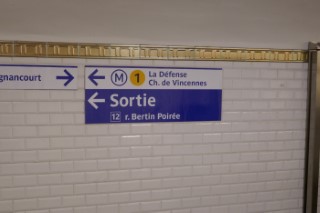 gnancourt →
← M 1 La Défense
Ch. de Vincennes
← Sortie
12 r. Bertin Poirée